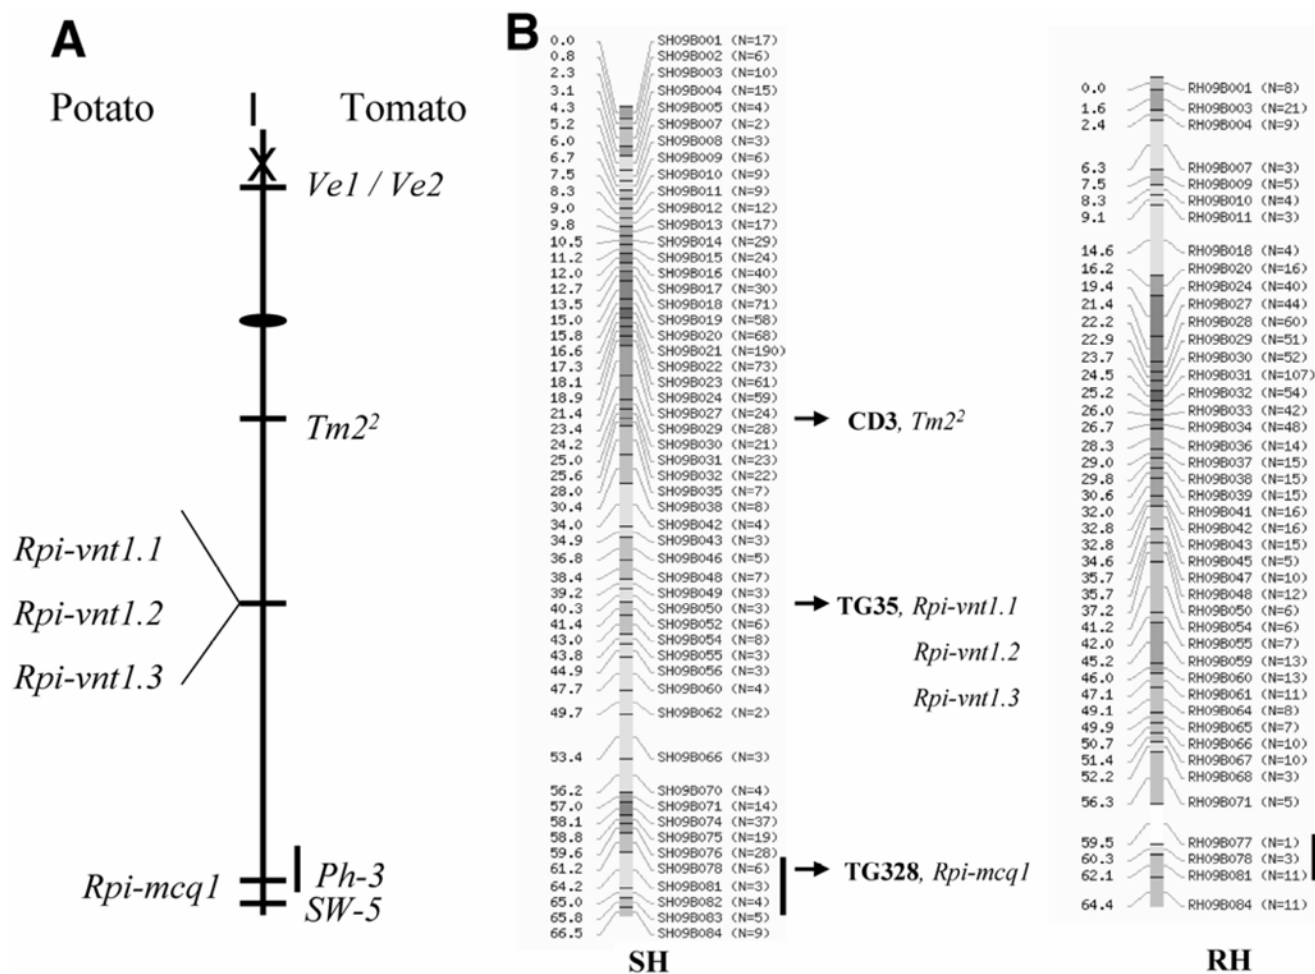 A
Potato
Tomato
X
Ve1 / Ve2
Tm2²
Rpi-vnt1.1
Rpi-vnt1.2
Rpi-vnt1.3
Rpi-mcq1
Ph-3
SW-5
B
0.0 SH09B001 (N=17)
0.8 SH09B002 (N=6)
2.3 SH09B003 (N=10)
3.1 SH09B004 (N=15)
4.3 SH09B005 (N=4)
5.2 SH09B007 (N=2)
6.0 SH09B008 (N=3)
6.7 SH09B009 (N=6)
7.5 SH09B010 (N=9)
8.3 SH09B011 (N=9)
9.0 SH09B012 (N=12)
9.8 SH09B013 (N=17)
10.5 SH09B014 (N=29)
11.2 SH09B015 (N=24)
12.0 SH09B016 (N=40)
12.7 SH09B017 (N=30)
13.5 SH09B018 (N=71)
15.0 SH09B019 (N=58)
15.8 SH09B020 (N=68)
16.6 SH09B021 (N=190)
17.3 SH09B022 (N=73)
18.1 SH09B023 (N=61)
18.9 SH09B024 (N=59)
21.4 SH09B027 (N=24)
23.4 SH09B029 (N=28)
24.2 SH09B030 (N=21)
25.0 SH09B031 (N=23)
25.6 SH09B032 (N=22)
28.0 SH09B035 (N=7)
30.4 SH09B038 (N=8)
34.0 SH09B042 (N=4)
34.9 SH09B043 (N=3)
36.8 SH09B046 (N=5)
38.4 SH09B048 (N=7)
39.2 SH09B049 (N=3)
40.3 SH09B050 (N=3)
41.4 SH09B052 (N=6)
43.0 SH09B054 (N=8)
43.8 SH09B055 (N=3)
44.9 SH09B056 (N=3)
47.7 SH09B060 (N=4)
49.7 SH09B062 (N=2)
53.4 SH09B066 (N=3)
56.2 SH09B070 (N=4)
57.0 SH09B071 (N=14)
58.1 SH09B074 (N=37)
58.8 SH09B075 (N=19)
59.6 SH09B076 (N=28)
61.2 SH09B078 (N=6)
64.2 SH09B081 (N=3)
65.0 SH09B082 (N=4)
65.8 SH09B083 (N=5)
66.5 SH09B084 (N=9)
SH
CD3, Tm2²
TG35, Rpi-vnt1.1
Rpi-vnt1.2
Rpi-vnt1.3
TG328, Rpi-mcq1
0.0 RH09B001 (N=8)
1.6 RH09B003 (N=21)
2.4 RH09B004 (N=9)
6.3 RH09B007 (N=3)
7.5 RH09B009 (N=5)
8.3 RH09B010 (N=4)
9.1 RH09B011 (N=3)
14.6 RH09B018 (N=4)
16.2 RH09B020 (N=16)
19.4 RH09B024 (N=40)
21.4 RH09B027 (N=44)
22.2 RH09B028 (N=60)
22.9 RH09B029 (N=51)
23.7 RH09B030 (N=52)
24.5 RH09B031 (N=107)
25.2 RH09B032 (N=54)
26.0 RH09B033 (N=42)
26.7 RH09B034 (N=48)
28.3 RH09B036 (N=14)
29.0 RH09B037 (N=15)
29.8 RH09B038 (N=15)
30.6 RH09B039 (N=15)
32.0 RH09B041 (N=16)
32.8 RH09B042 (N=16)
32.8 RH09B043 (N=15)
34.6 RH09B045 (N=5)
35.7 RH09B047 (N=10)
35.7 RH09B048 (N=12)
37.2 RH09B050 (N=6)
41.2 RH09B054 (N=6)
42.0 RH09B055 (N=7)
45.2 RH09B059 (N=13)
46.0 RH09B060 (N=13)
47.1 RH09B061 (N=11)
49.1 RH09B064 (N=8)
49.9 RH09B065 (N=7)
50.7 RH09B066 (N=10)
51.4 RH09B067 (N=10)
52.2 RH09B068 (N=3)
56.3 RH09B071 (N=5)
59.5 RH09B077 (N=1)
60.3 RH09B078 (N=3)
62.1 RH09B081 (N=11)
64.4 RH09B084 (N=11)
RH